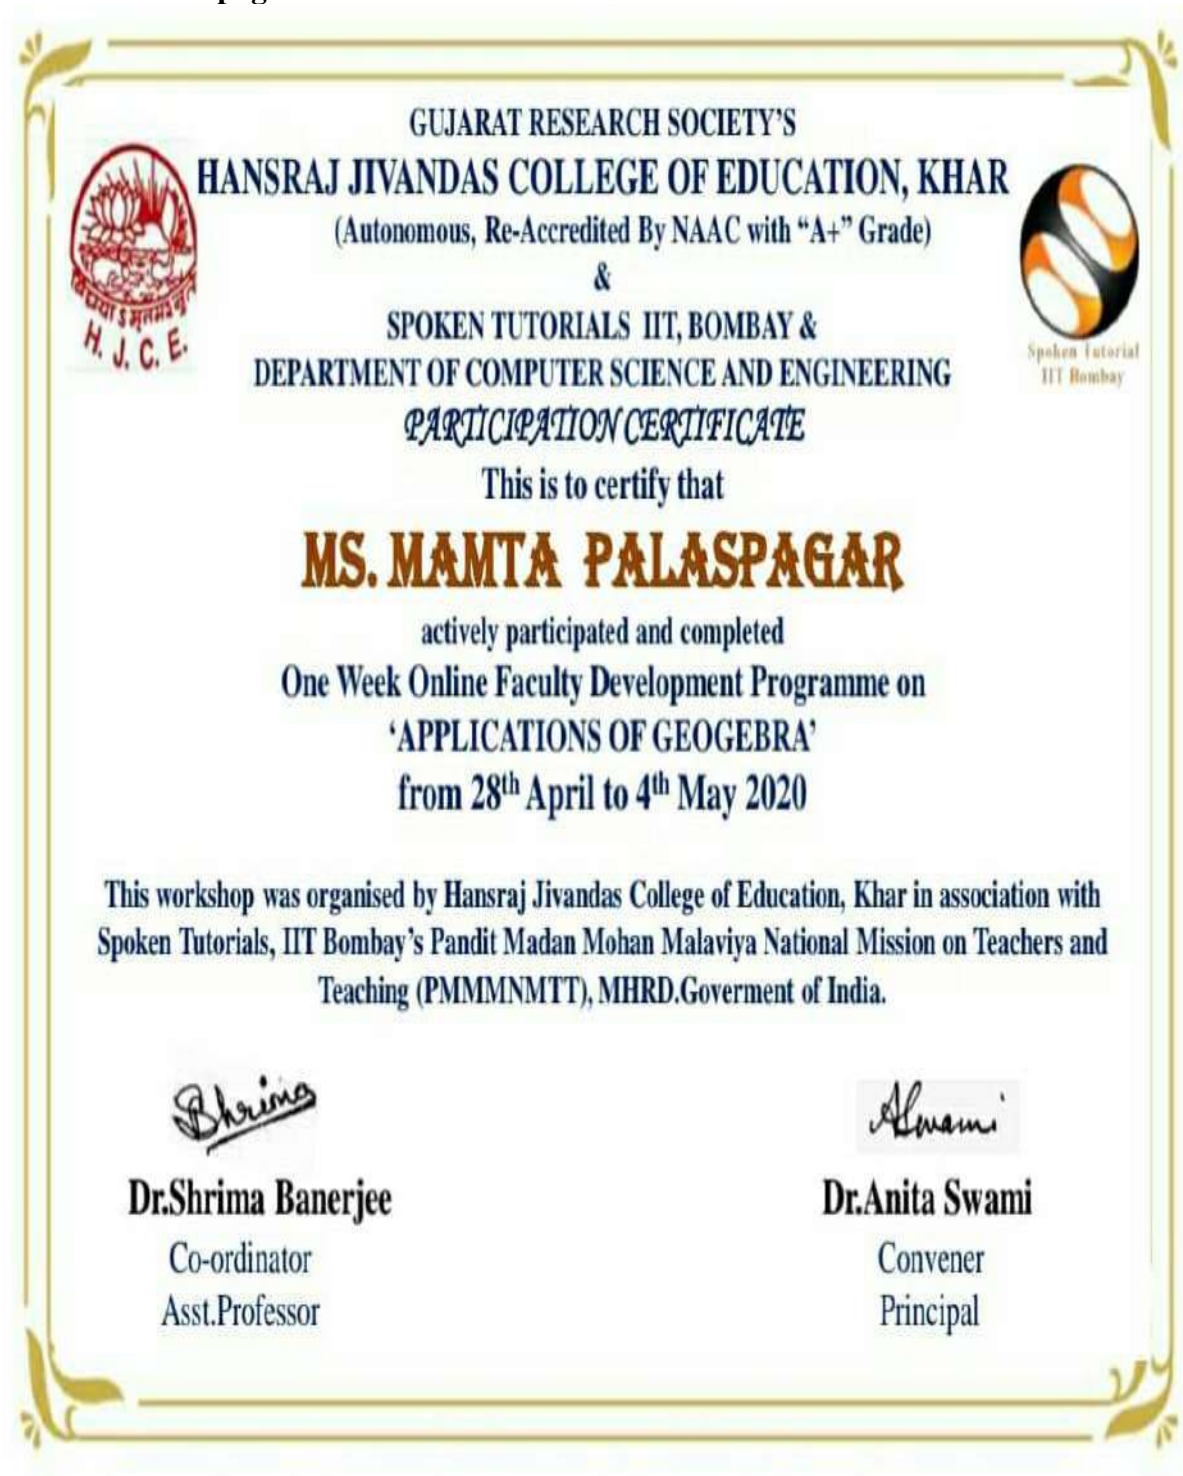 GUJARAT RESEARCH SOCIETY’S
HANSRAJ JIVANDAS COLLEGE OF EDUCATION, KHAR
(Autonomous, Re-Accredited By NAAC with “A+” Grade)
&
SPOKEN TUTORIALS IIT, BOMBAY &
DEPARTMENT OF COMPUTER SCIENCE AND ENGINEERING
H. J. C. E.
Spoken Tutorial
IIT Bombay
PARTICIPATION CERTIFICATE
This is to certify that
MS. MAMTA PALASPAGAR
actively participated and completed
One Week Online Faculty Development Programme on
‘APPLICATIONS OF GEOGEBRA’
from 28th April to 4th May 2020
This workshop was organised by Hansraj Jivandas College of Education, Khar in association with
Spoken Tutorials, IIT Bombay’s Pandit Madan Mohan Malaviya National Mission on Teachers and
Teaching (PMMMNMTT), MHRD.Goverment of India.
Dr.Shrima Banerjee
Co-ordinator
Asst.Professor
Dr.Anita Swami
Convener
Principal